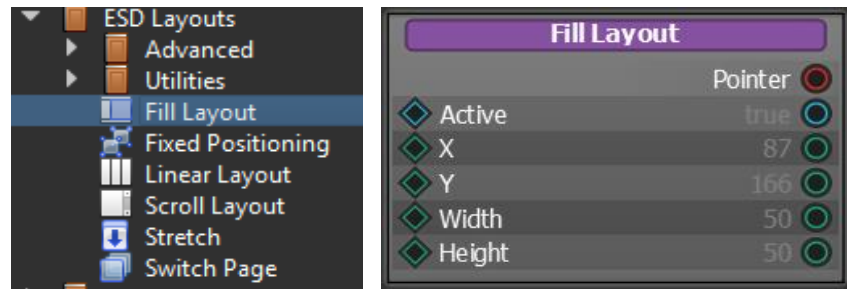 ESD Layouts
Advanced
Utilities
Fill Layout
Fixed Positioning
Linear Layout
Scroll Layout
Stretch
Switch Page
Fill Layout
Pointer
Active true
X 87
Y 166
Width 50
Height 50